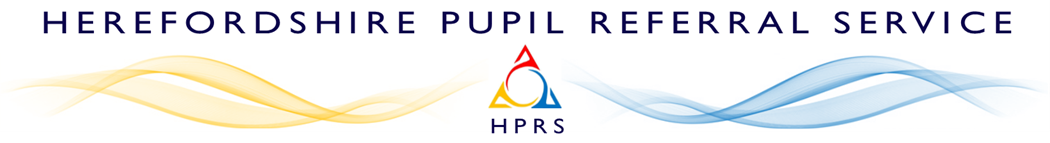 HEREFORDSHIRE PUPIL REFERRAL SERVICE
HPRS